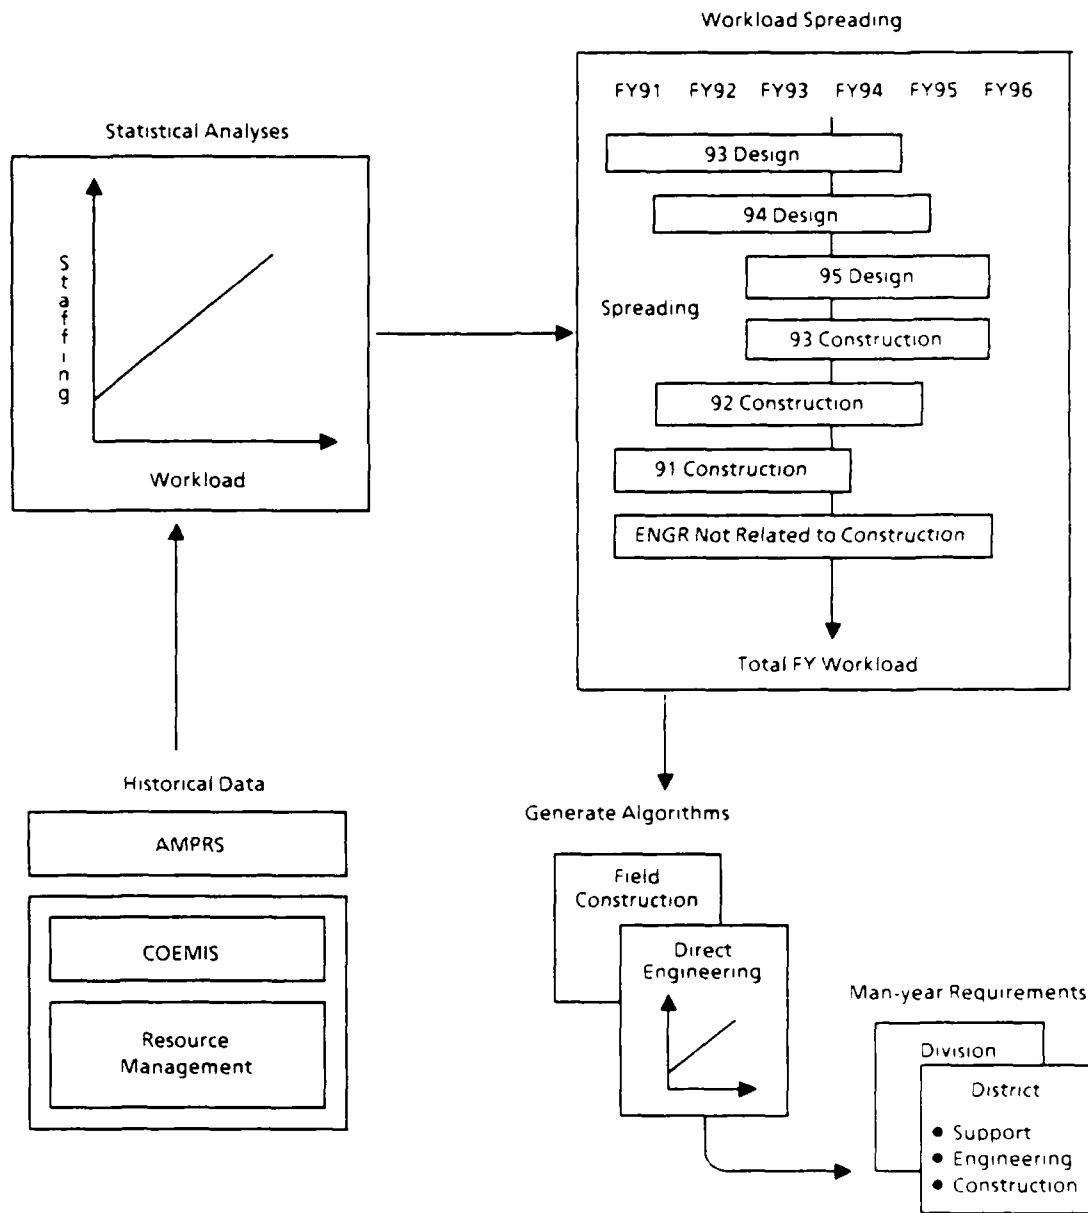 Workload Spreading
FY91 FY92 FY93 FY94 FY95 FY96
93 Design
94 Design
95 Design
Spreading
93 Construction
92 Construction
91 Construction
ENGR Not Related to Construction
Total FY Workload
Statistical Analyses
Staffing
Workload
Historical Data
AMPRS
COEMIS
Resource
Management
Generate Algorithms
Field
Construction
Direct
Engineering
Man-year Requirements
Division
District
● Support
● Engineering
● Construction